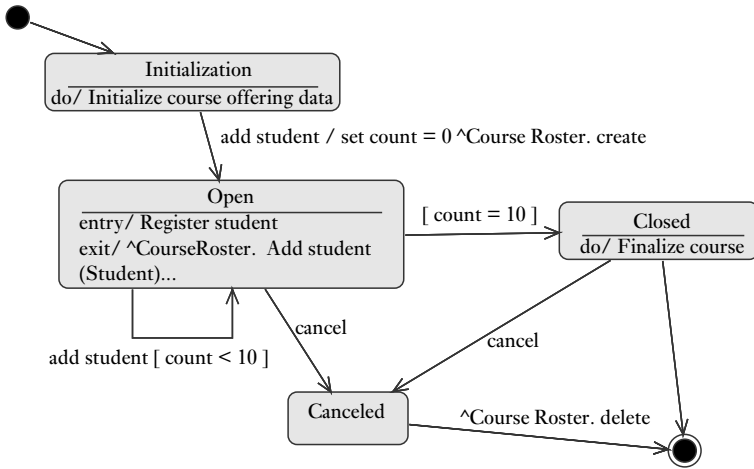 Initialization
do/ Initialize course offering data
add student / set count = 0 ^Course Roster. create
Open
entry/ Register student
exit/ ^CourseRoster. Add student
(Student)...
[ count = 10 ]
Closed
do/ Finalize course
add student [ count < 10 ]
cancel
cancel
Canceled
^Course Roster. delete